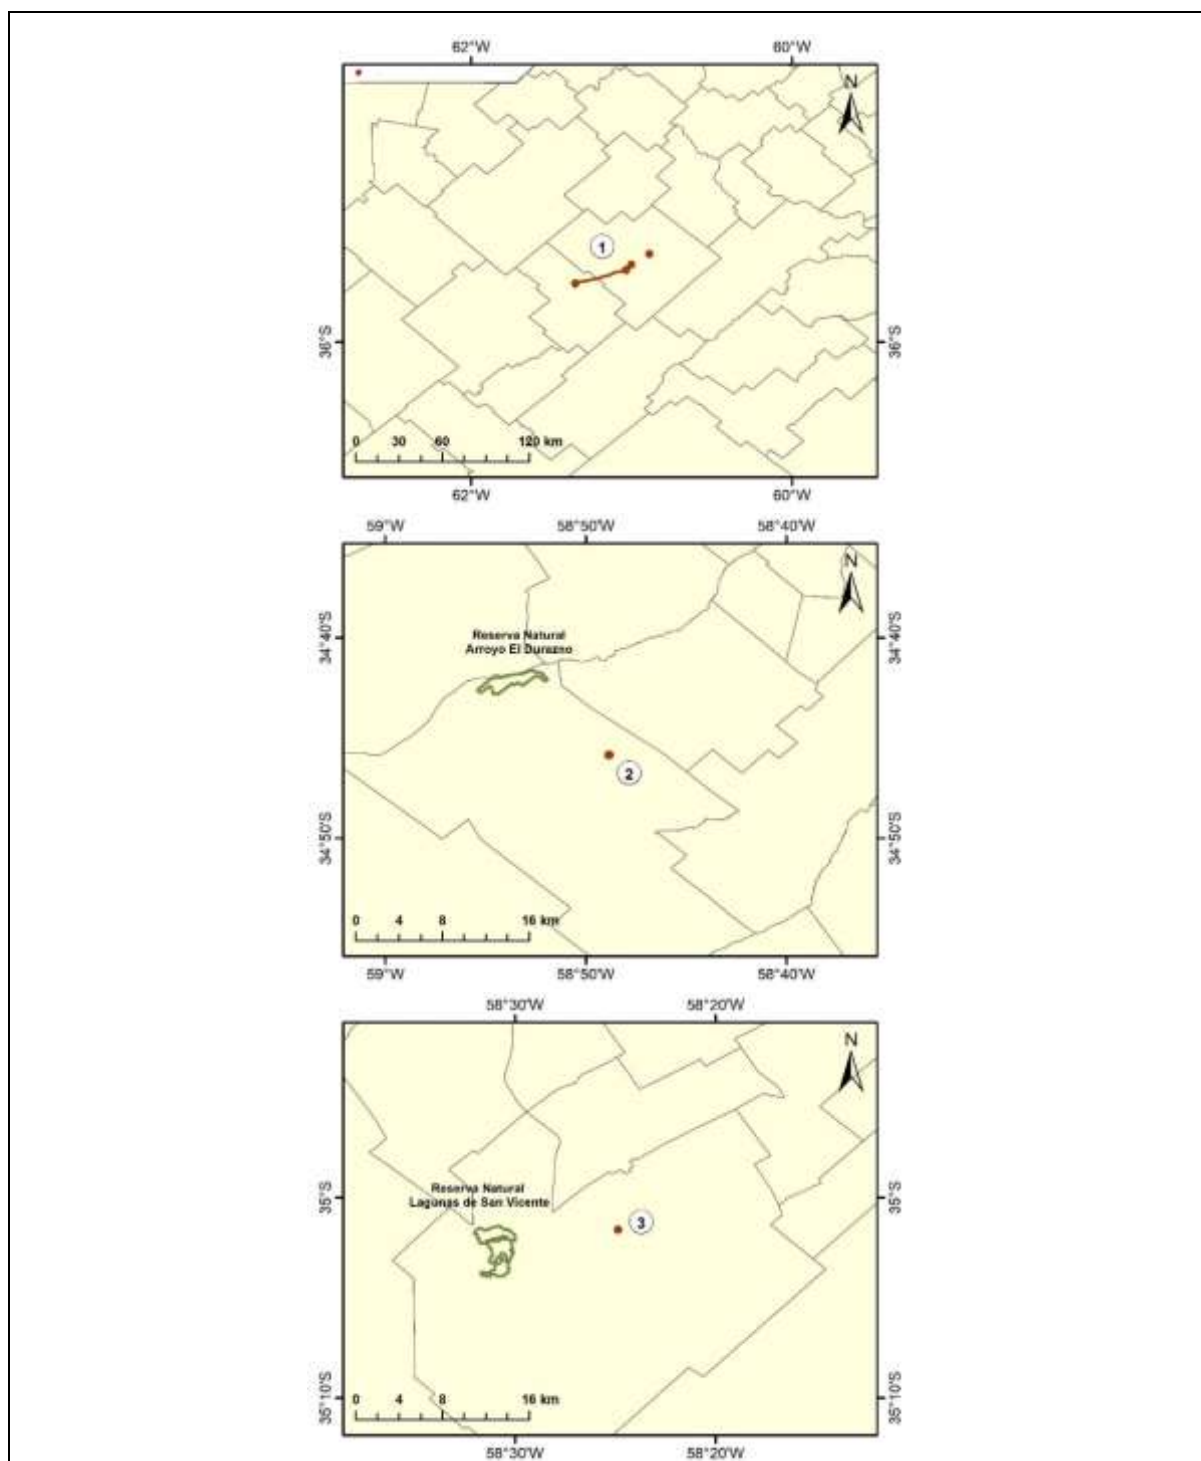 62°W 60°W
N
1
36°S 36°S
0 30 60 120 km
62°W 60°W
59°W 58°50'W 58°40'W
N
34°40'S 34°40'S
Reserva Natural
Arroyo El Durazno
2
34°50'S 34°50'S
0 4 8 16 km
59°W 58°50'W 58°40'W
58°30'W 58°20'W
N
Reserva Natural
Lagunas de San Vicente
35°S 35°S
3
0 4 8 16 km
35°10'S 35°10'S
58°30'W 58°20'W